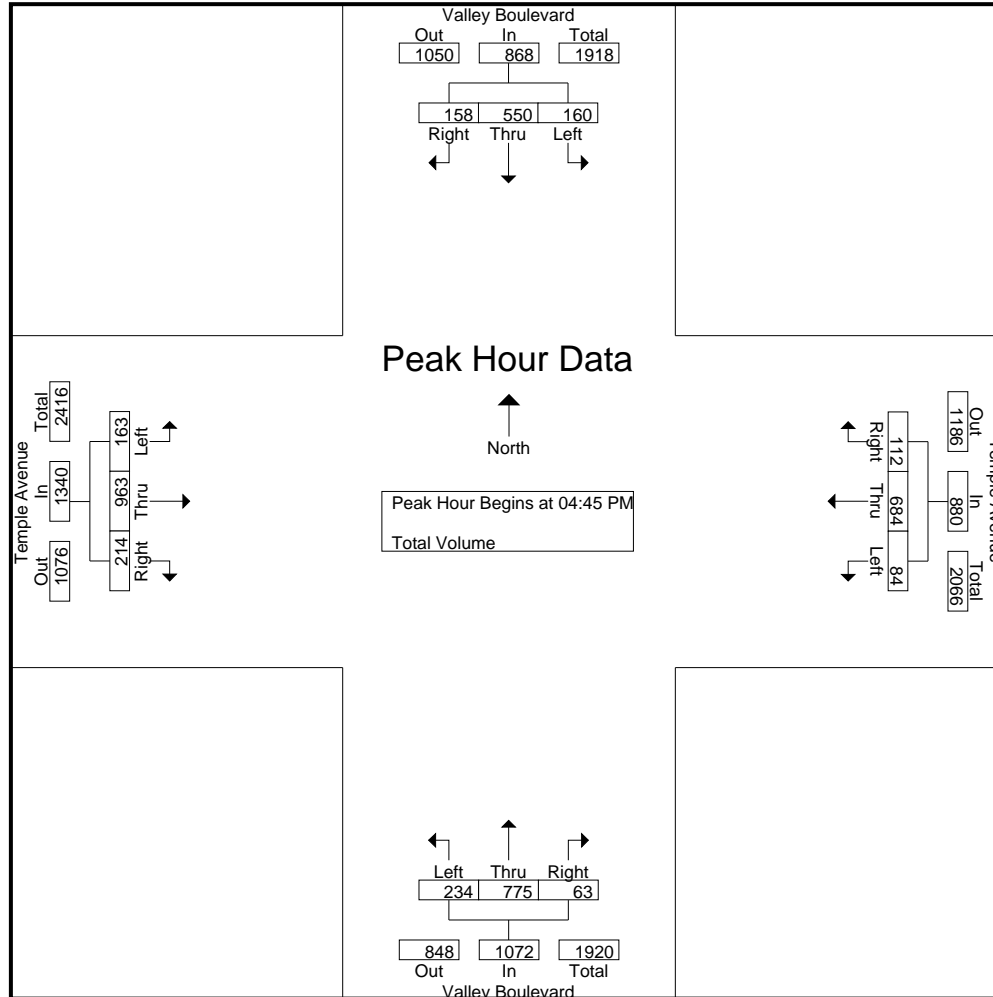 Valley Boulevard
Out In Total
1050 868 1918
158 550 160
Right Thru Left
Peak Hour Data
North
Peak Hour Begins at 04:45 PM
Total Volume
Temple Avenue
Out In Total
1076 1340 2416
214 963 163
Right Thru Left
Out In Total
1186 880 2066
112 684 84
Right Thru Left
Left Thru Right
234 775 63
848 1072 1920
Out In Total
Valley Boulevard